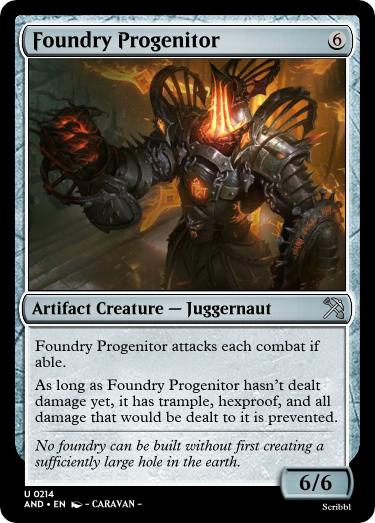 Foundry Progenitor 6
Artifact Creature — Juggernaut
Foundry Progenitor attacks each combat if
able.
As long as Foundry Progenitor hasn't dealt
damage yet, it has trample, hexproof, and all
damage that would be dealt to it is prevented.
No foundry can be built without first creating a
sufficiently large hole in the earth.
6/6
U 0214
AND • EN - CARAVAN -
Scribbl